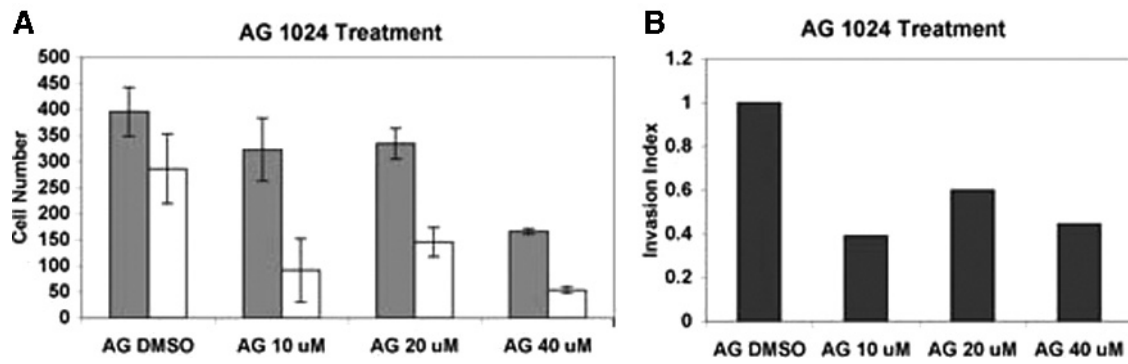 A
AG 1024 Treatment
Cell Number
500
450
400
350
300
250
200
150
100
50
0
AG DMSO AG 10 uM AG 20 uM AG 40 uM
B
AG 1024 Treatment
Invasion Index
1.2
1
0.8
0.6
0.4
0.2
0
AG DMSO AG 10 uM AG 20 uM AG 40 uM